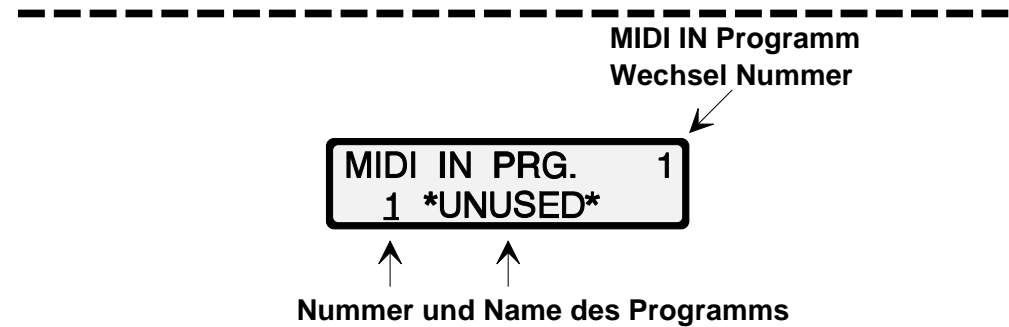 MIDI IN Programm
Wechsel Nummer
MIDI IN PRG. 1
1 *UNUSED*
Nummer und Name des Programms